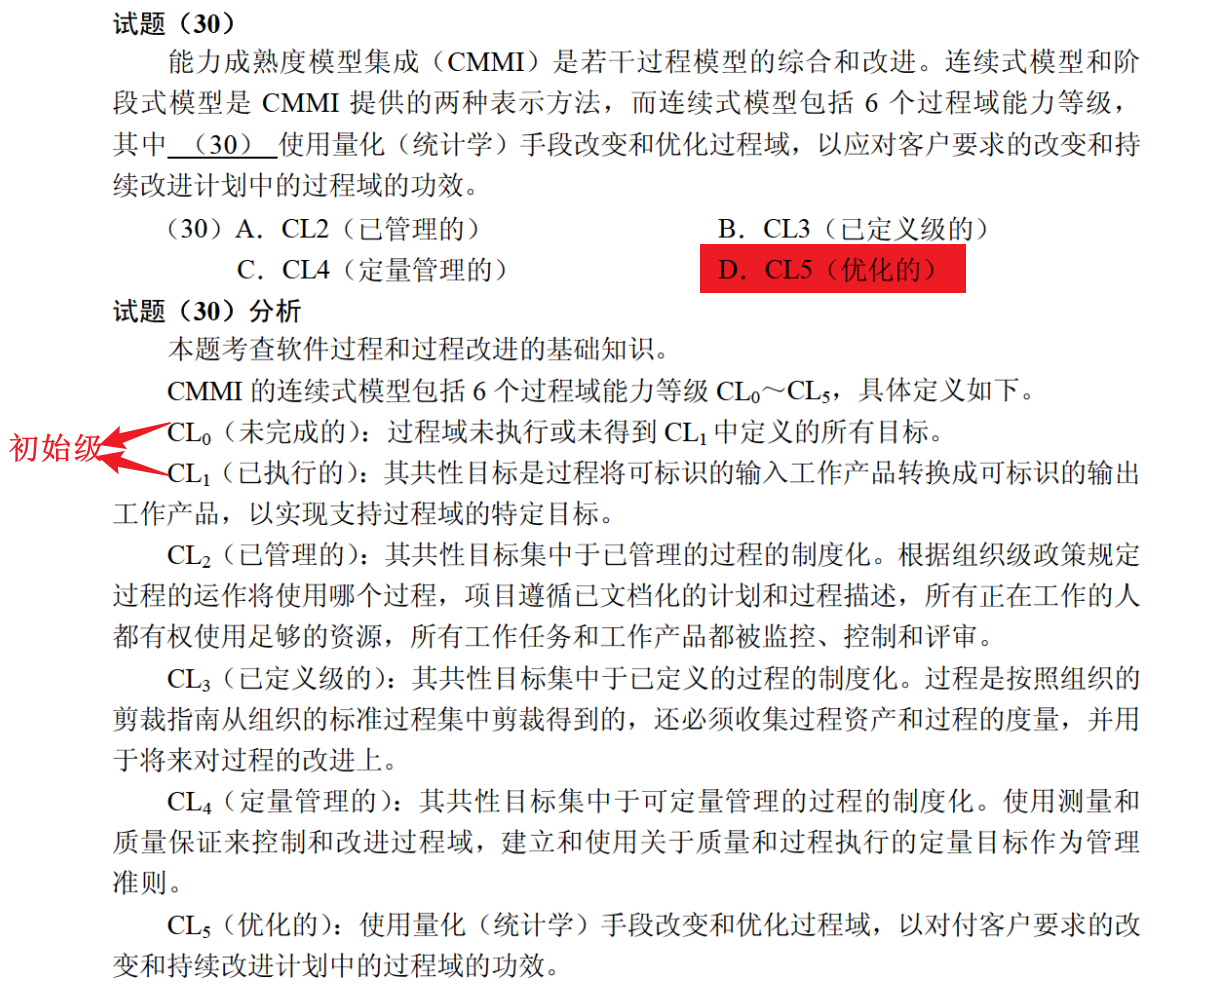 试题（30）
能力成熟度模型集成（CMMI）是若干过程模型的综合和改进。连续式模型和阶
段式模型是 CMMI 提供的两种表示方法，而连续式模型包括 6 个过程域能力等级，
其中 （30） 使用量化（统计学）手段改变和优化过程域，以应对客户要求的改变和持
续改进计划中的过程域的功效。
（30）A．CL2（已管理的） B．CL3（已定义级的）
C．CL4（定量管理的） D．CL5（优化的）
试题（30）分析
本题考查软件过程和过程改进的基础知识。
CMMI 的连续式模型包括 6 个过程域能力等级 CL0～CL5，具体定义如下。
CL0（未完成的）：过程域未执行或未得到 CL1 中定义的所有目标。
初始级
CL1（已执行的）：其共性目标是过程将可标识的输入工作产品转换成可标识的输出
工作产品，以实现支持过程域的特定目标。
CL2（已管理的）：其共性目标集中于已管理的过程的制度化。根据组织级政策规定
过程的运作将使用哪个过程，项目遵循已文档化的计划和过程描述，所有正在工作的人
都有权使用足够的资源，所有工作任务和工作产品都被监控、控制和评审。
CL3（已定义级的）：其共性目标集中于已定义的过程的制度化。过程是按照组织的
剪裁指南从组织的标准过程集中剪裁得到的，还必须收集过程资产和过程的度量，并用
于将来对过程的改进上。
CL4（定量管理的）：其共性目标集中于可定量管理的过程的制度化。使用测量和
质量保证来控制和改进过程域，建立和使用关于质量和过程执行的定量目标作为管理
准则。
CL5（优化的）：使用量化（统计学）手段改变和优化过程域，以对付客户要求的改
变和持续改进计划中的过程域的功效。